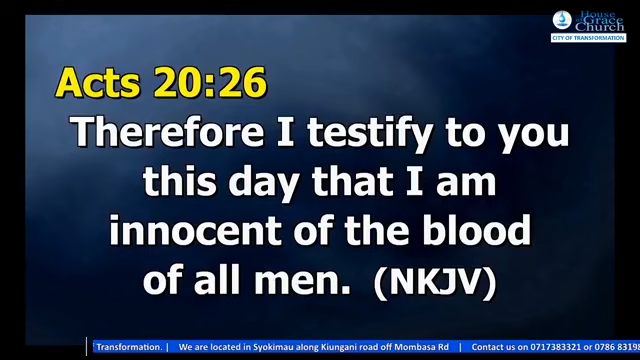 House
of Grace
Church
CITY OF TRANSFORMATION
Acts 20:26
Therefore I testify to you
this day that I am
innocent of the blood
of all men. (NKJV)
Transformation. | We are located in Syokimau along Kiungani road off Mombasa Rd | Contact us on 0717383321 or 0786 8319